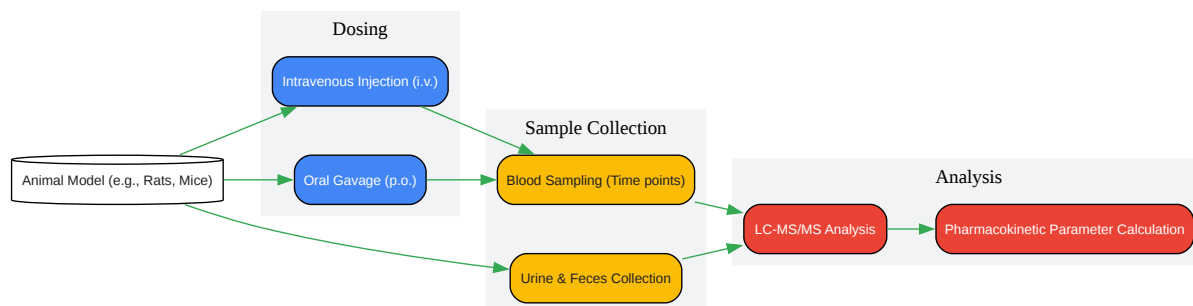 Dosing
Intravenous Injection (i.v.)
Sample Collection
Animal Model (e.g., Rats, Mice)
Oral Gavage (p.o.)
Blood Sampling (Time points)
Analysis
LC-MS/MS Analysis
Pharmacokinetic Parameter Calculation
Urine & Feces Collection